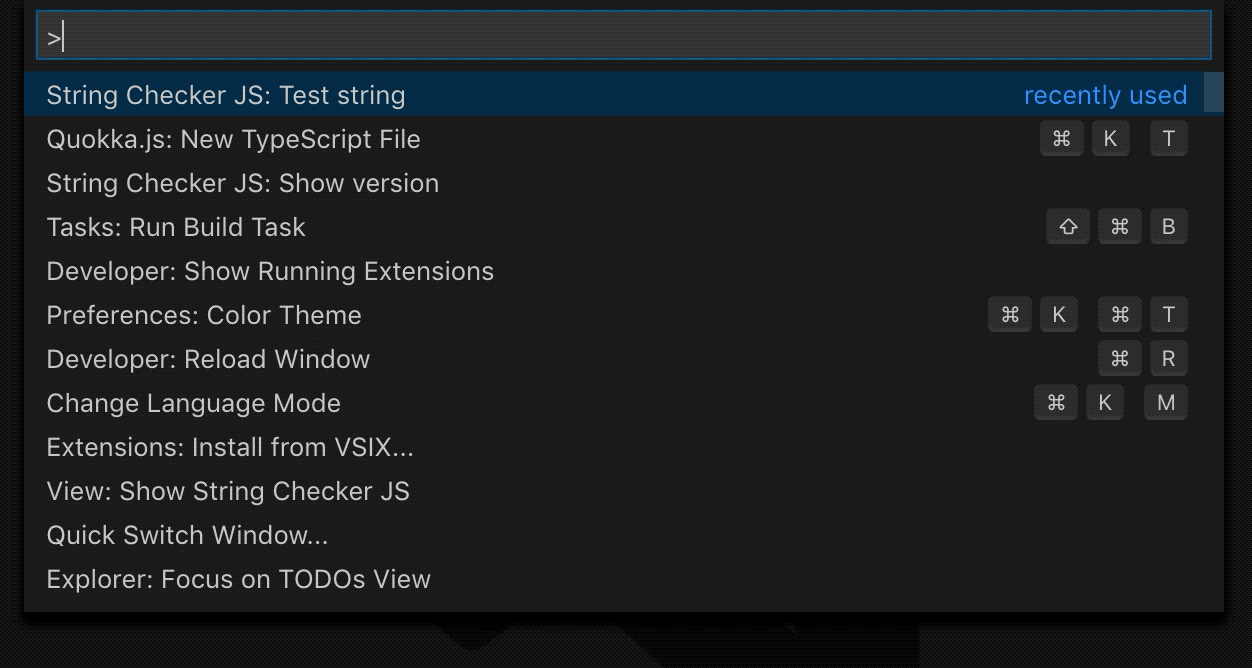 >
String Checker JS: Test string recently used
Quokka.js: New TypeScript File ⌘ K T
String Checker JS: Show version
Tasks: Run Build Task ⇧ ⌘ B
Developer: Show Running Extensions
Preferences: Color Theme ⌘ K ⌘ T
Developer: Reload Window ⌘ R
Change Language Mode ⌘ K M
Extensions: Install from VSIX...
View: Show String Checker JS
Quick Switch Window...
Explorer: Focus on TODOs View